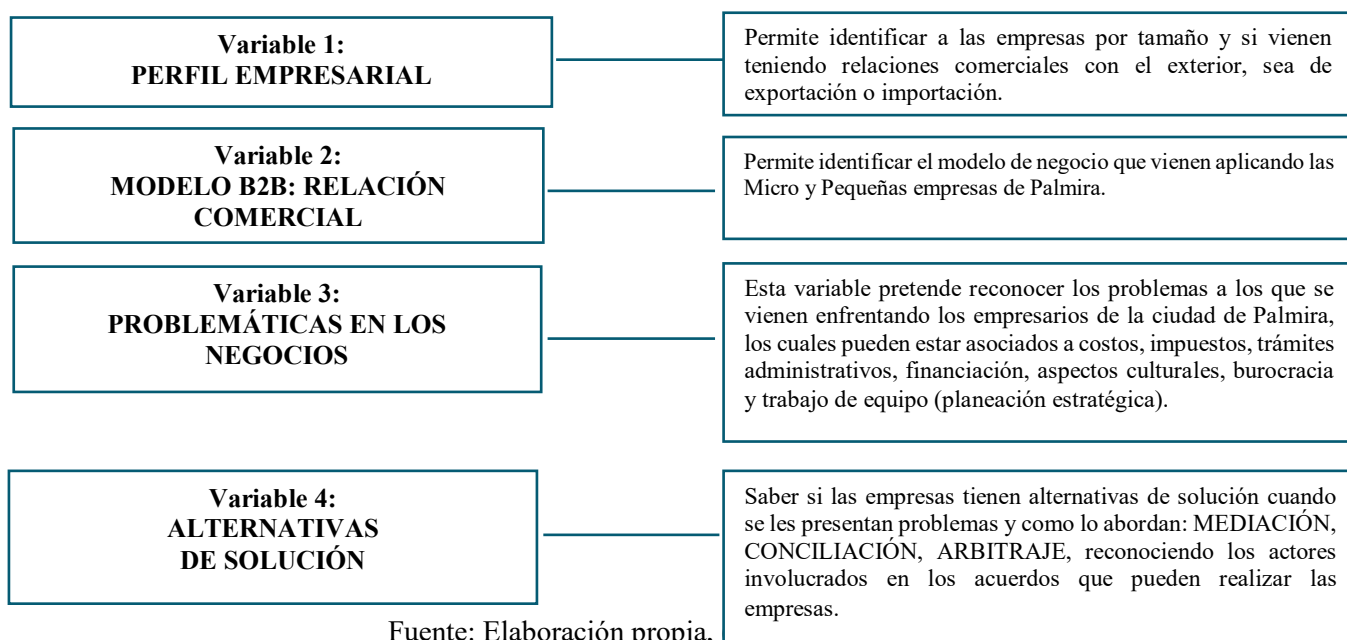 Variable 1:
PERFIL EMPRESARIAL
Permite identificar a las empresas por tamaño y si vienen
teniendo relaciones comerciales con el exterior, sea de
exportación o importación.
Variable 2:
MODELO B2B: RELACIÓN
COMERCIAL
Permite identificar el modelo de negocio que vienen aplicando las
Micro y Pequeñas empresas de Palmira.
Variable 3:
PROBLEMÁTICAS EN LOS
NEGOCIOS
Esta variable pretende reconocer los problemas a los que se
vienen enfrentando los empresarios de la ciudad de Palmira,
los cuales pueden estar asociados a costos, impuestos, trámites
administrativos, financiación, aspectos culturales, burocracia
y trabajo de equipo (planeación estratégica).
Variable 4:
ALTERNATIVAS
DE SOLUCIÓN
Saber si las empresas tienen alternativas de solución cuando
se les presentan problemas y como lo abordan: MEDIACIÓN,
CONCILIACIÓN, ARBITRAJE, reconociendo los actores
involucrados en los acuerdos que pueden realizar las
empresas.
Fuente: Elaboración propia.